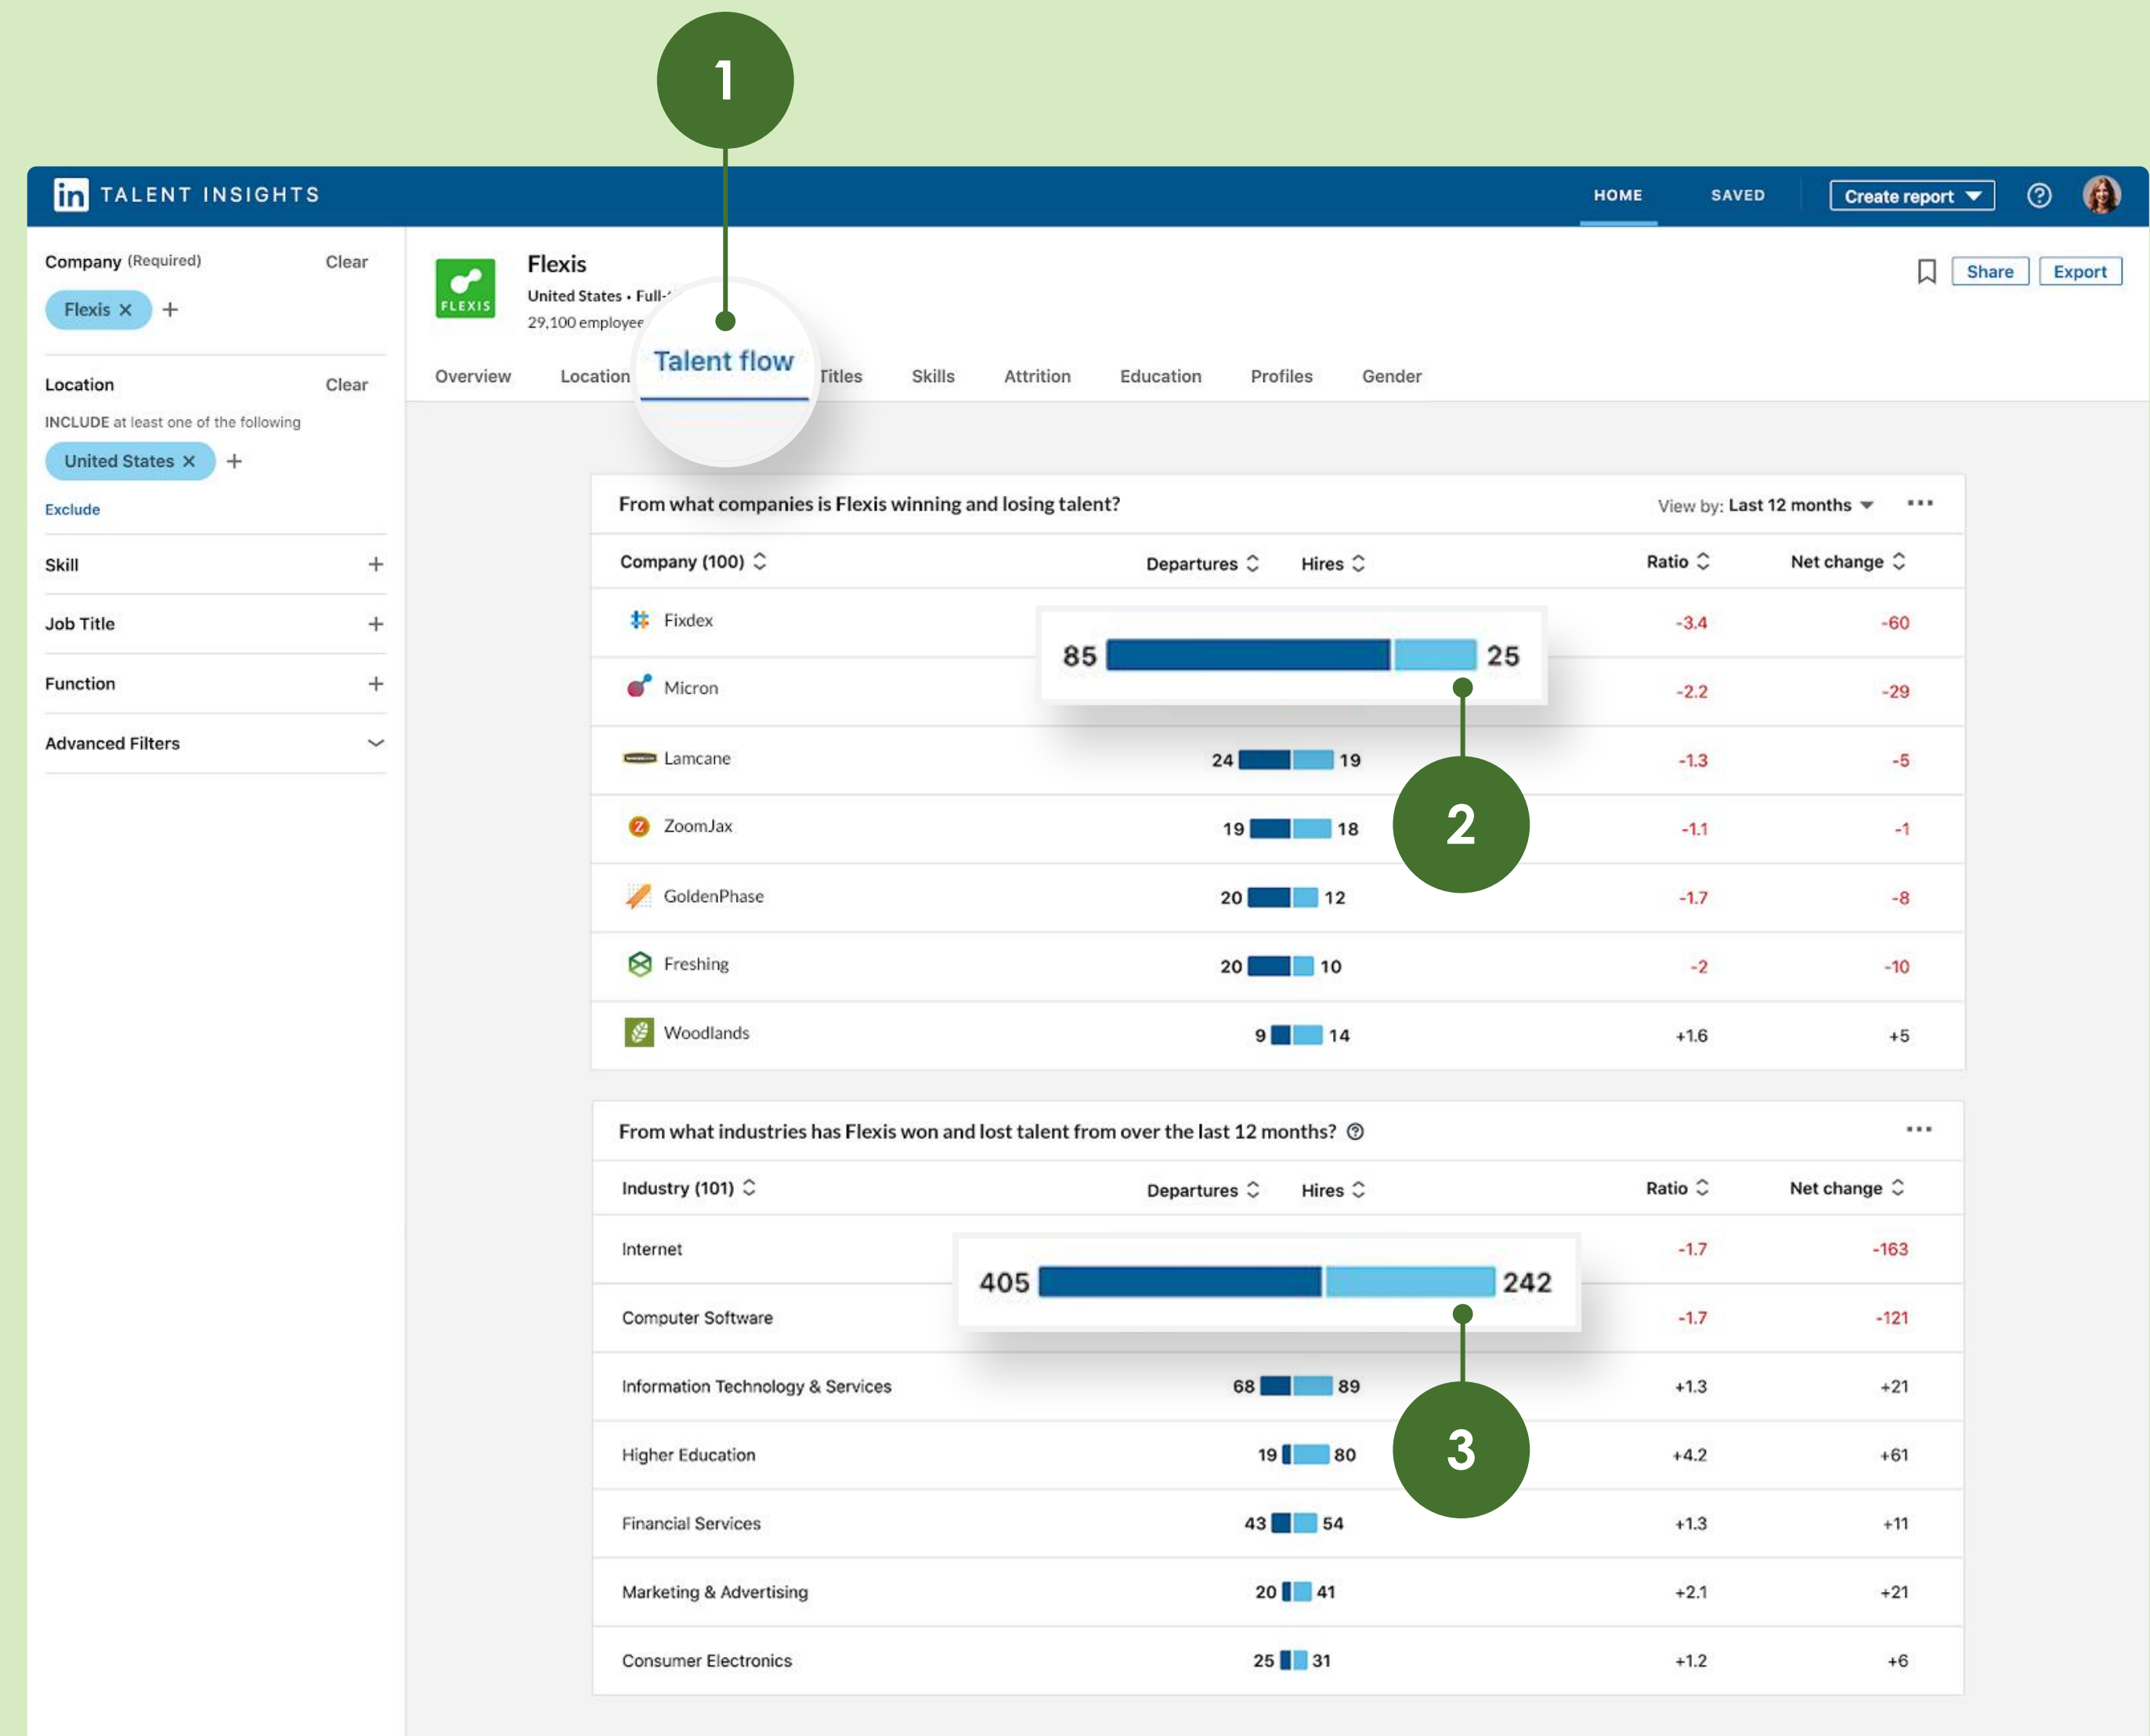 1
in TALENT INSIGHTS
HOME SAVED Create report
Company (Required) Clear
Flexis × +
Location Clear
INCLUDE at least one of the following
United States × +
Exclude
Skill +
Job Title +
Function +
Advanced Filters
FLEXIS
Flexis
United States • Full-
29,100 employee
Share Export
Overview Location Talent flow Titles Skills Attrition Education Profiles Gender
From what companies is Flexis winning and losing talent? View by: Last 12 months
Company (100) Departures Hires Ratio Net change
Fixdex 85 25 -3.4 -60
Micron -2.2 -29
Lamcane 24 19 -1.3 -5
2
ZoomJax 19 18 -1.1 -1
GoldenPhase 20 12 -1.7 -8
Freshing 20 10 -2 -10
Woodlands 9 14 +1.6 +5
From what industries has Flexis won and lost talent from over the last 12 months?
Industry (101) Departures Hires Ratio Net change
Internet 405 242 -1.7 -163
Computer Software -1.7 -121
Information Technology & Services 68 89 +1.3 +21
3
Higher Education 19 80 +4.2 +61
Financial Services 43 54 +1.3 +11
Marketing & Advertising 20 41 +2.1 +21
Consumer Electronics 25 31 +1.2 +6